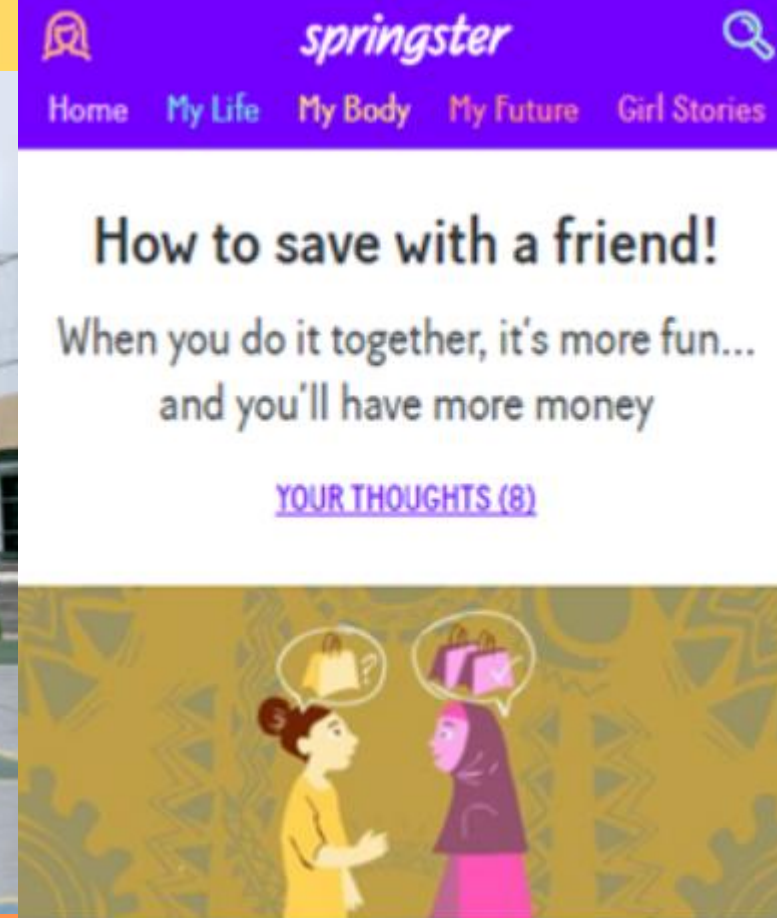 springster
Home My Life My Body My Future Girl Stories
How to save with a friend!
When you do it together, it's more fun...
and you'll have more money
YOUR THOUGHTS (8)
?